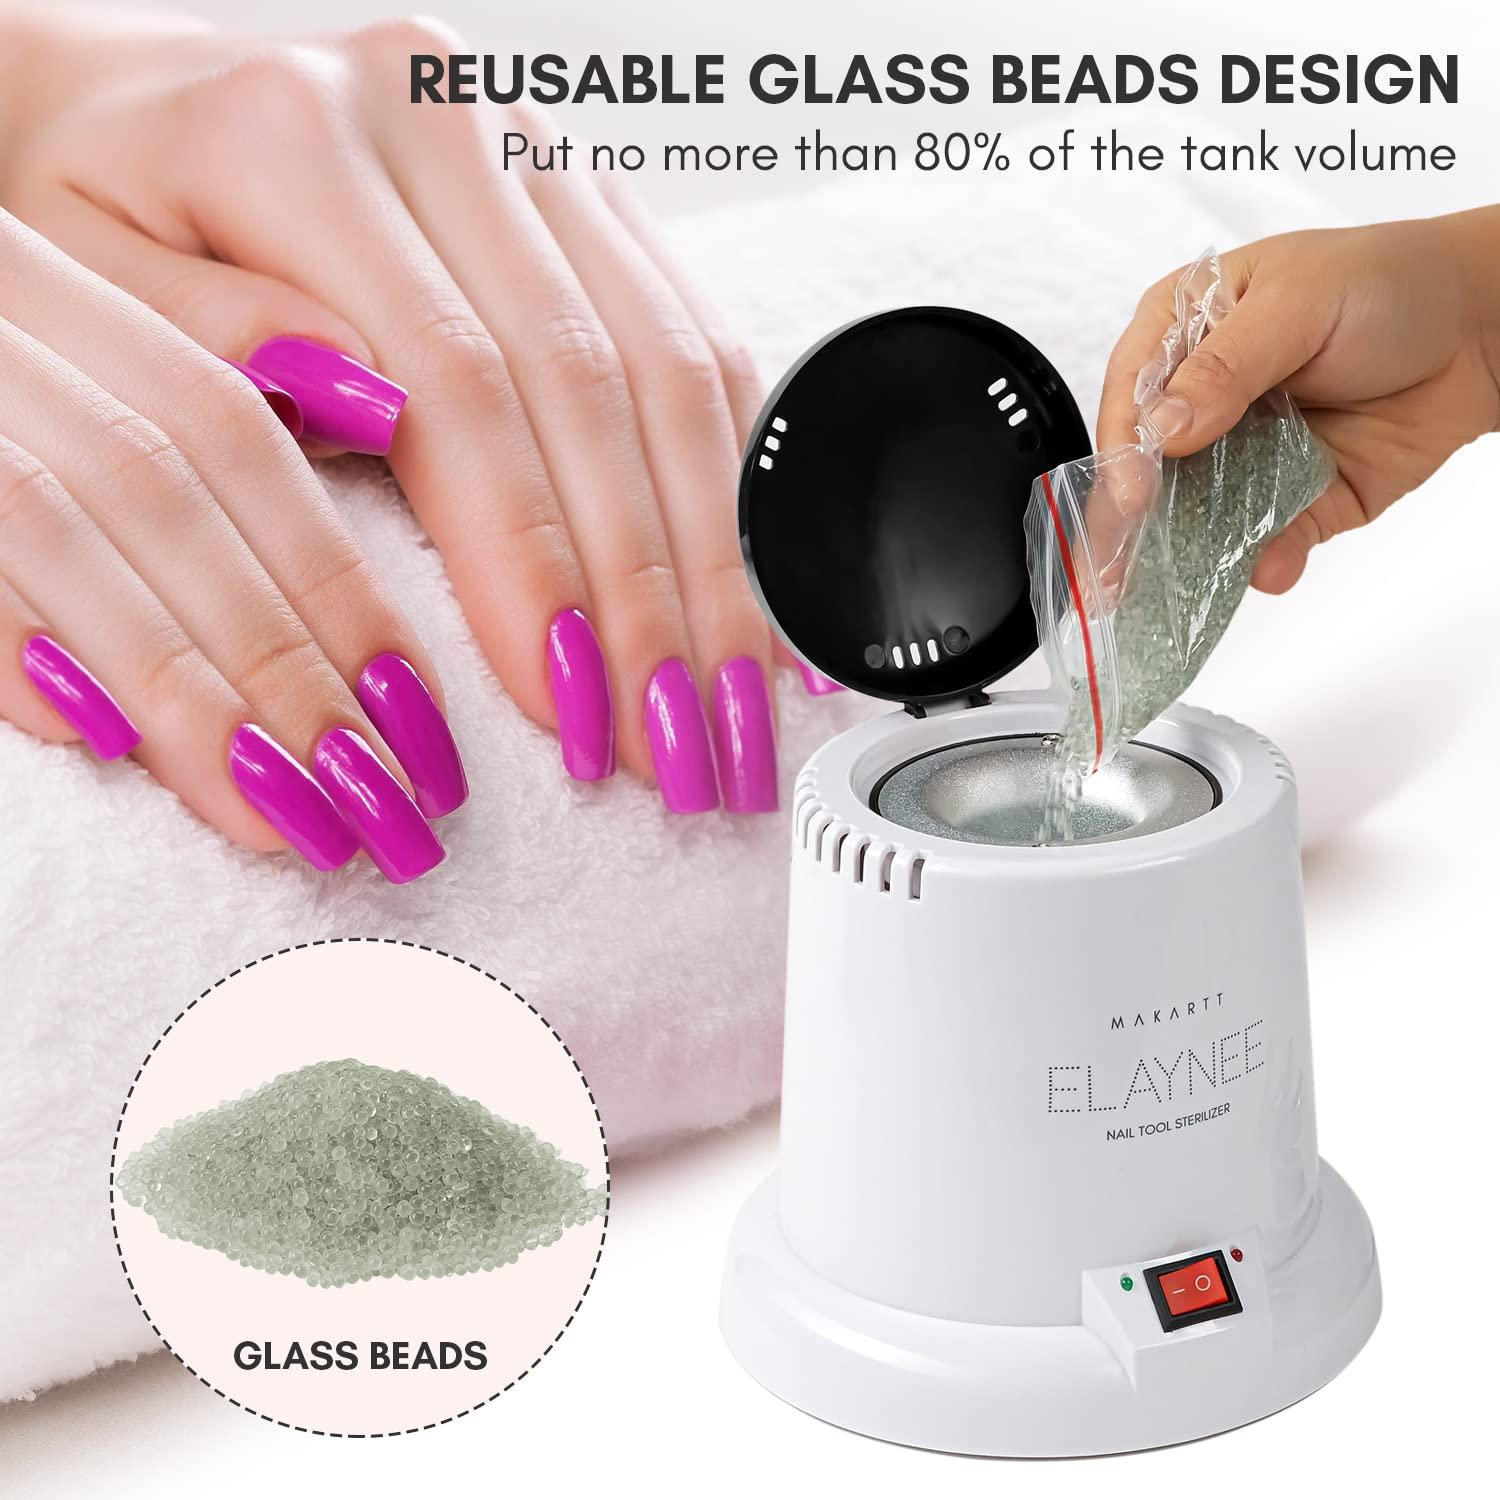 REUSABLE GLASS BEADS DESIGN
Put no more than 80% of the tank volume
MAKARTT
ELAYNEE
NAIL TOOL STERILIZER
GLASS BEADS